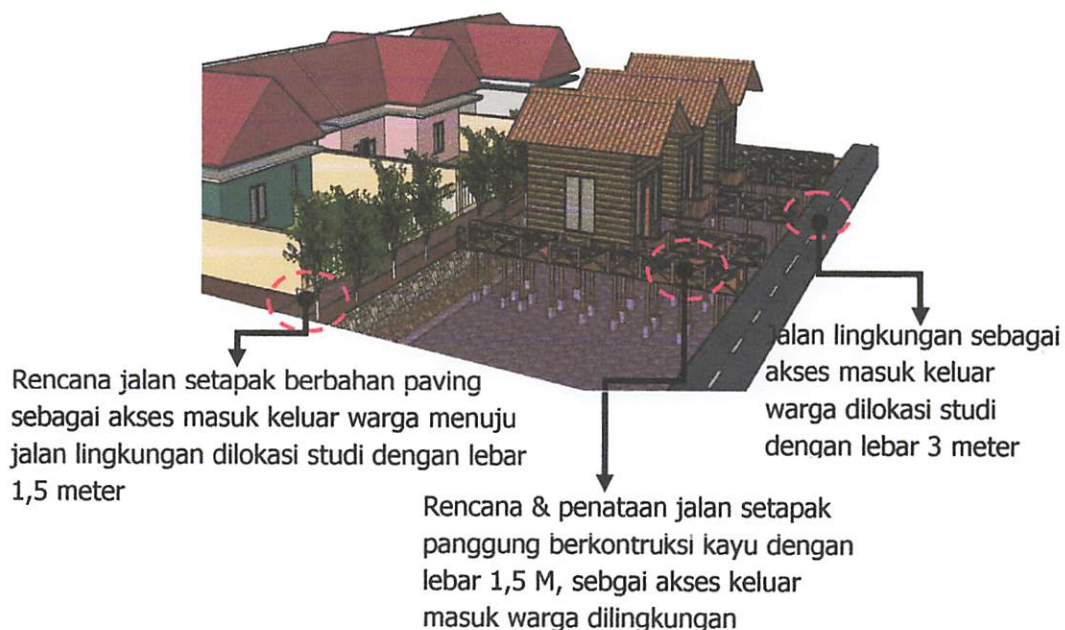 Rencana jalan setapak berbahan paving
sebagai akses masuk keluar warga menuju
jalan lingkungan dilokasi studi dengan lebar
1,5 meter
Jalan lingkungan sebagai
akses masuk keluar
warga dilokasi studi
dengan lebar 3 meter
Rencana & penataan jalan setapak
panggung berkontruksi kayu dengan
lebar 1,5 M, sebgai akses keluar
masuk warga dilingkungan